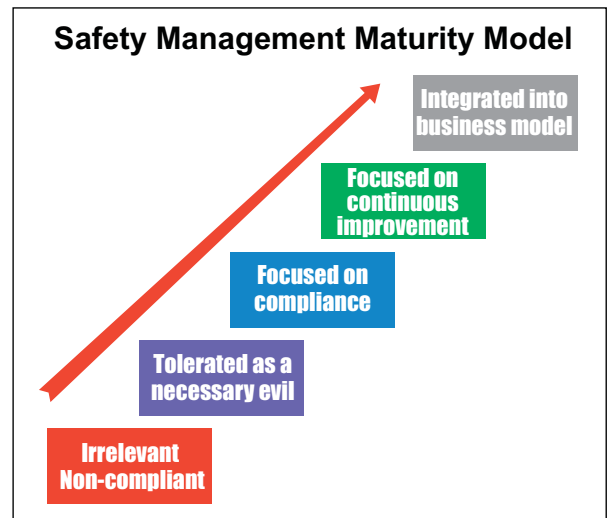 Safety Management Maturity Model
Integrated into
business model
Focused on
continuous
improvement
Focused on
compliance
Tolerated as a
necessary evil
Irrelevant
Non-compliant